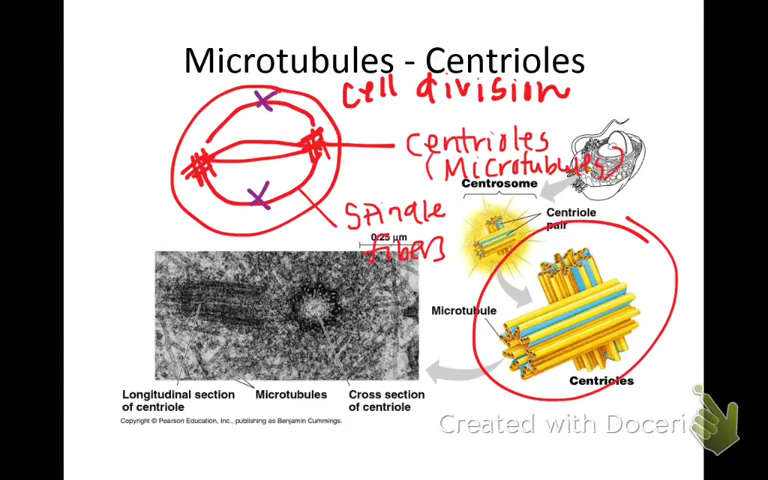 Microtubules - Centrioles
cell division
centrioles
(Microtubules)
Centrosome
Centriole
pair
spindle
fibers
0.25 µm
Microtubule
Centrioles
Longitudinal section
of centriole
Microtubules
Cross section
of centriole
Copyright © Pearson Education, Inc., publishing as Benjamin Cummings.
Created with Doceri